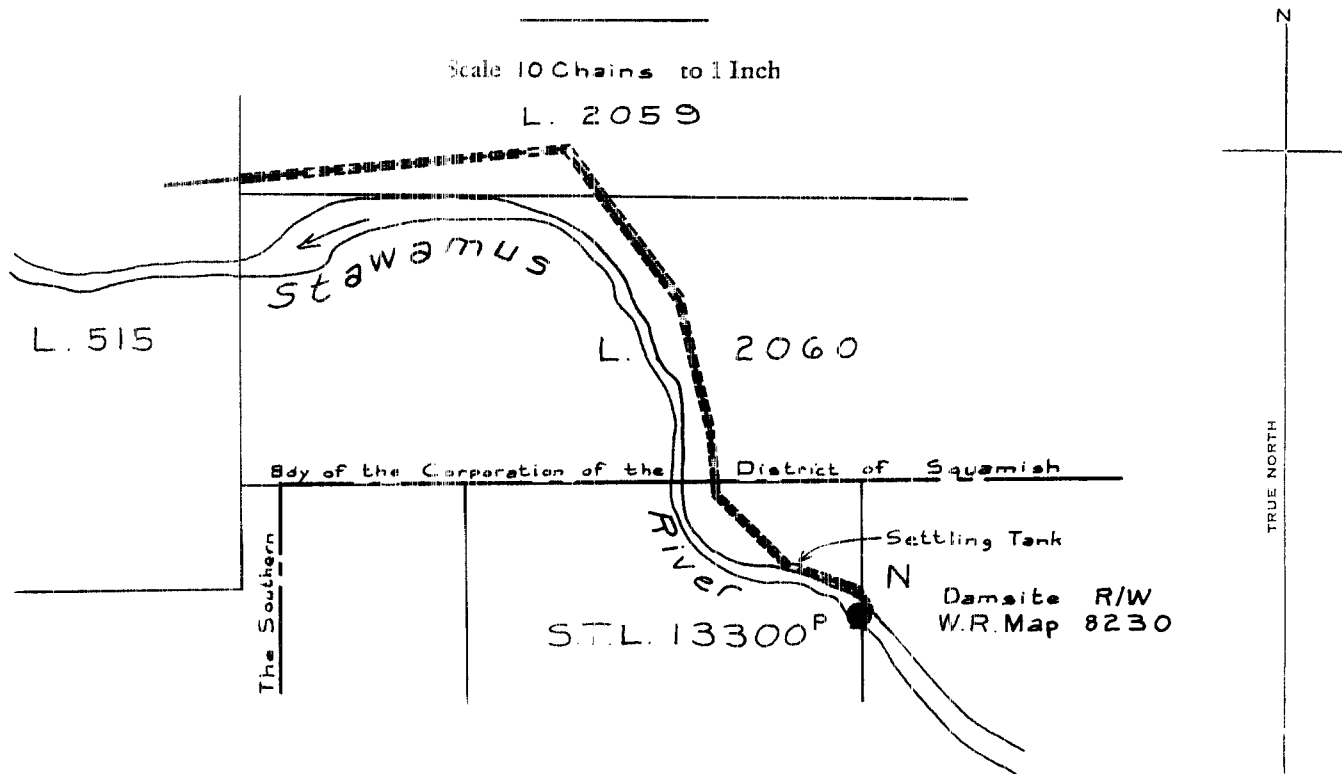 N
Scale 10 Chains to 1 Inch
L. 2059
Stawamus
L. 515
L. 2060
TRUE NORTH
Bdy of the Corporation of the District of Squamish
The Southern
River
Settling Tank
N
Damsite R/W
W.R. Map 8230
S.T.L. 13300P